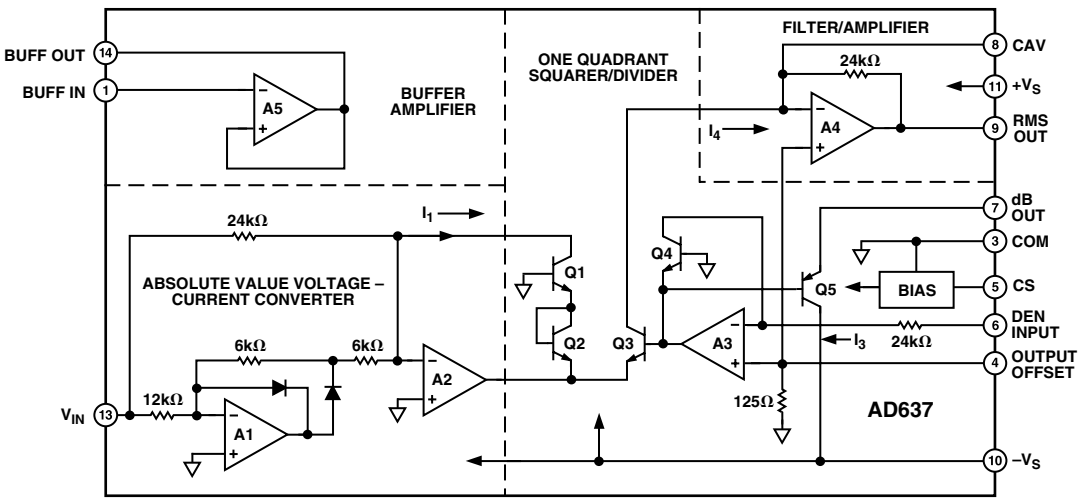 FILTER/AMPLIFIER
BUFF OUT 14
BUFF IN 1
A5
BUFFER
AMPLIFIER
ONE QUADRANT
SQUARER/DIVIDER
I4
24kΩ
A4
8 CAV
11 +VS
9 RMS
OUT
7 dB
OUT
3 COM
5 CS
6 DEN
INPUT
4 OUTPUT
OFFSET
10 –VS
I1
24kΩ
ABSOLUTE VALUE VOLTAGE –
CURRENT CONVERTER
6kΩ
6kΩ
12kΩ
VIN 13
A1
A2
Q1
Q2
Q3
Q4
Q5
A3
BIAS
I3
24kΩ
125Ω
AD637